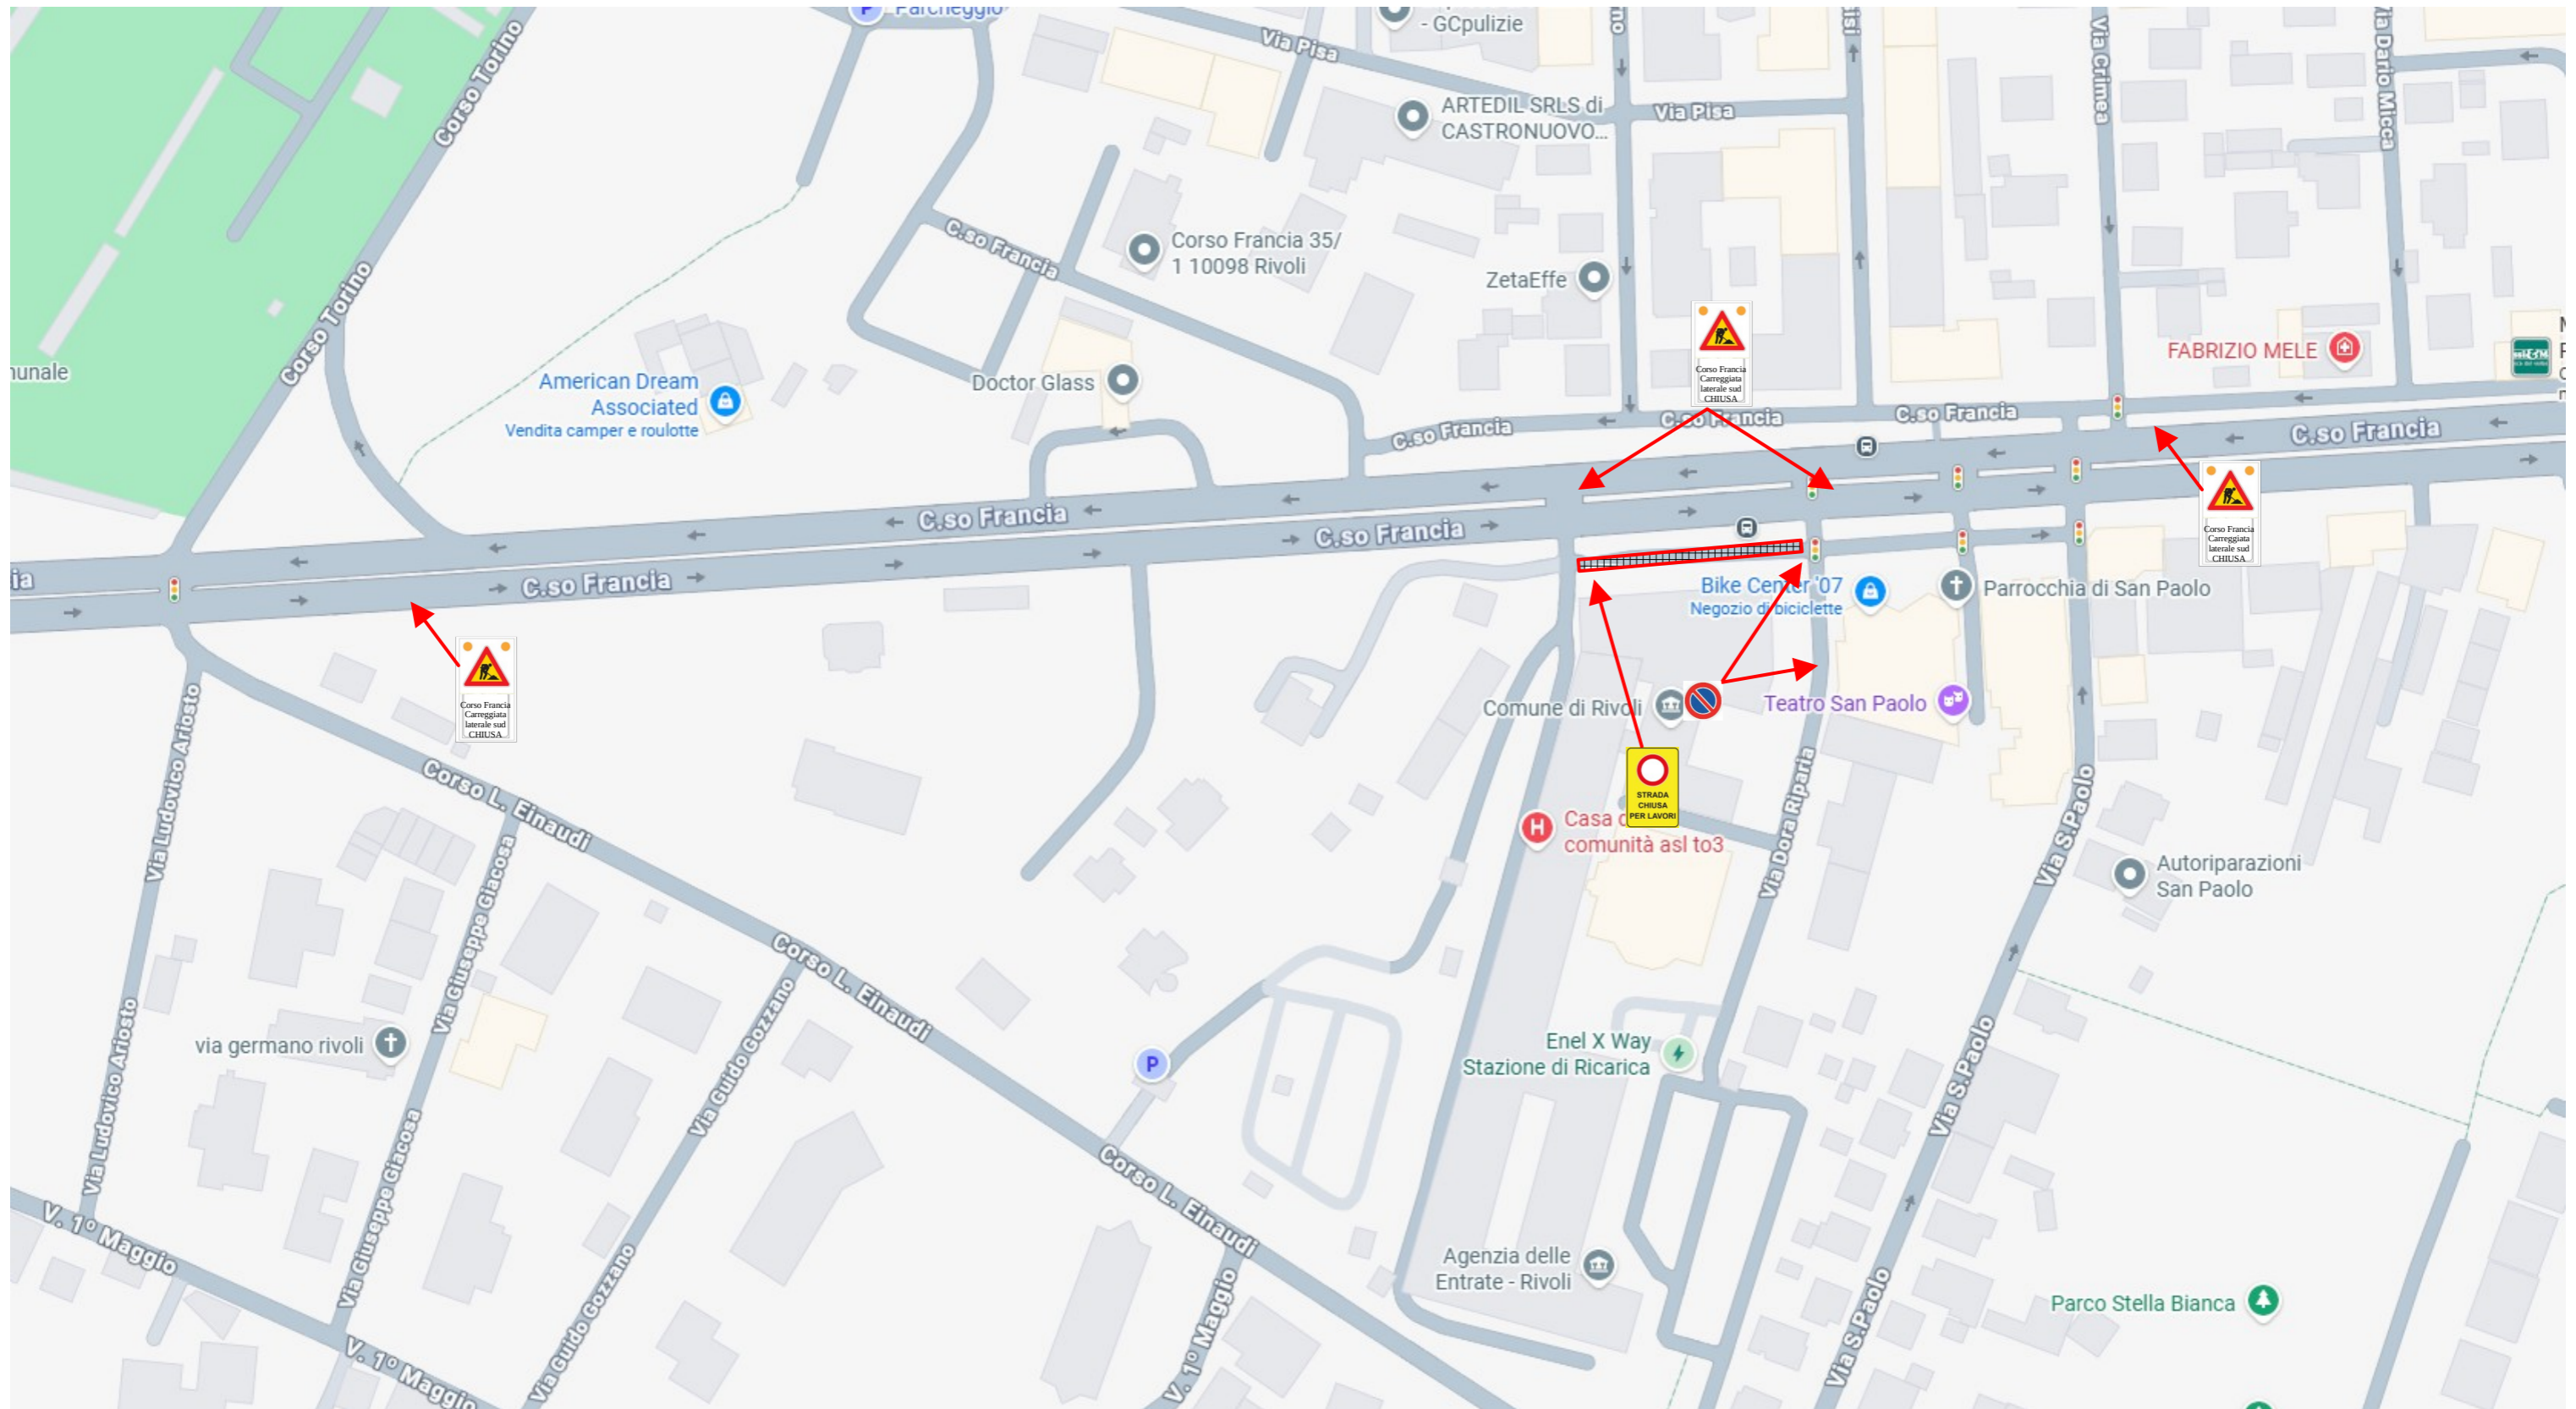 Parcheggio
Corso Torino
Via Pisa
- GCpulizie
Via Crimea
Via Dario Micca
ARTEDIL SRLS di
CASTRONUOVO...
Via Pisa
C.so Francia
Corso Francia 35/
1 10098 Rivoli
ZetaEffe
Corso Torino
American Dream
Associated
Vendita camper e roulotte
Doctor Glass
Corso Francia
Carreggiata
laterale sud
CHIUSA
FABRIZIO MELE
C.so Francia
C.so Francia
C.so Francia
C.so Francia
Corso Francia
Carreggiata
laterale sud
CHIUSA
C.so Francia
C.so Francia
C.so Francia
Bike Center '07
Negozio di biciclette
Parrocchia di San Paolo
Corso Francia
Carreggiata
laterale sud
CHIUSA
Comune di Rivoli
Teatro San Paolo
STRADA
CHIUSA
PER LAVORI
Via Ludovico Ariosto
Corso L. Einaudi
Casa
comunità asl to3
Via Dora Riparia
Via S.Paolo
Autoriparazioni
San Paolo
Via Giuseppe Giacosa
Corso L. Einaudi
via germano rivoli
Via Guido Gozzano
P
Enel X Way
Stazione di Ricarica
Via S.Paolo
Via Ludovico Ariosto
Via Giuseppe Giacosa
Corso L. Einaudi
V. 1º Maggio
Agenzia delle
Entrate - Rivoli
Via Guido Gozzano
V. 1º Maggio
Via S.Paolo
Parco Stella Bianca
V. 1º Maggio